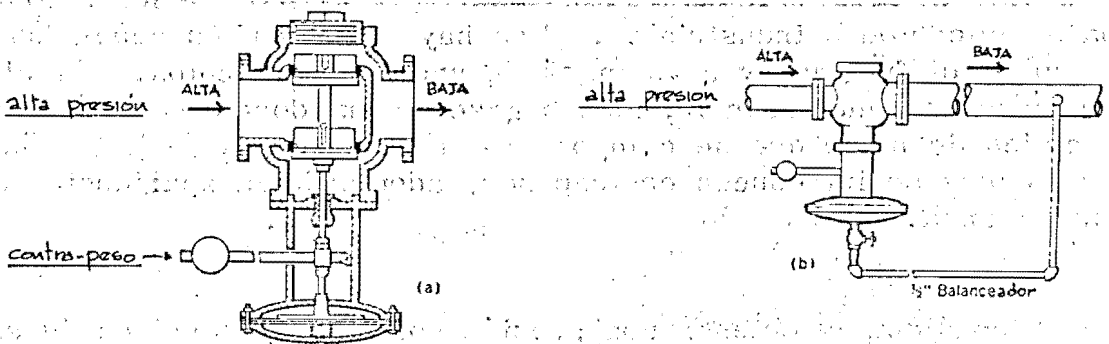 ALTA
BAJA
alta presión
contra-peso
(a)
ALTA
BAJA
alta presion
(b)
½" Balanceador